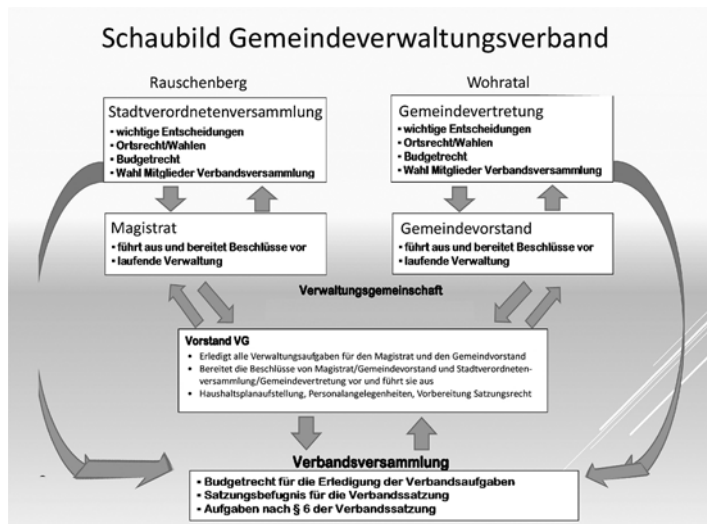 Schaubild Gemeindeverwaltungsverband
Rauschenberg
Stadtverordnetenversammlung
• wichtige Entscheidungen
• Ortsrecht/Wahlen
• Budgetrecht
• Wahl Mitglieder Verbandsversammlung
Wohratal
Gemeindevertretung
• wichtige Entscheidungen
• Ortsrecht/Wahlen
• Budgetrecht
• Wahl Mitglieder Verbandsversammlung
Magistrat
• führt aus und bereitet Beschlüsse vor
• laufende Verwaltung
Gemeindevorstand
• führt aus und bereitet Beschlüsse vor
• laufende Verwaltung
Verwaltungsgemeinschaft
Vorstand VG
• Erledigt alle Verwaltungsaufgaben für den Magistrat und den Gemeindvorstand
• Bereitet die Beschlüsse von Magistrat/Gemeindevorstand und Stadtverordneten-
versammlung/Gemeindevertretung vor und führt sie aus
• Haushaltsplanaufstellung, Personalangelegenheiten, Vorbereitung Satzungsrecht
Verbandsversammlung
• Budgetrecht für die Erledigung der Verbandsaufgaben
• Satzungsbefugnis für die Verbandssatzung
• Aufgaben nach § 6 der Verbandssatzung